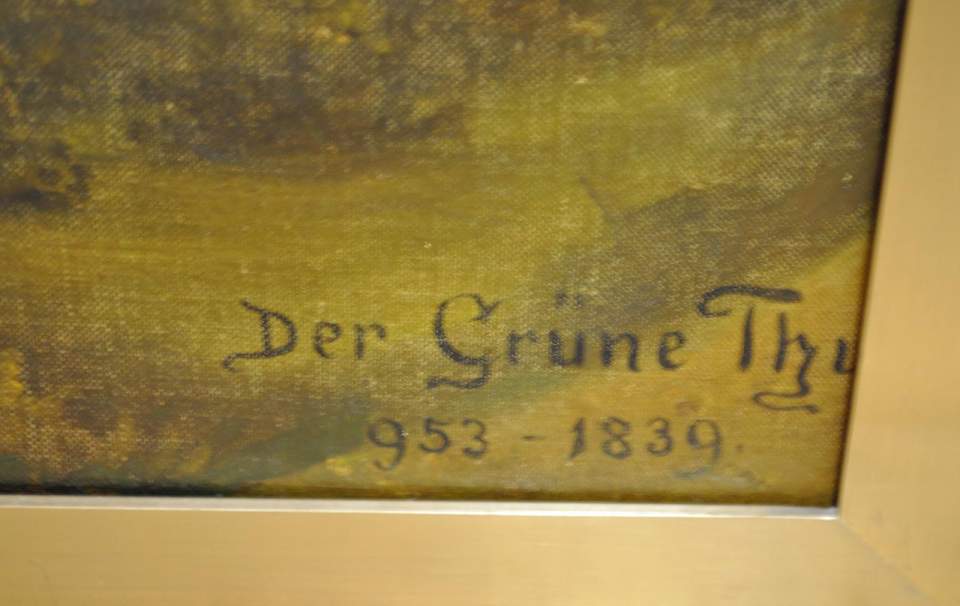 Der Grüne
953 - 1839.